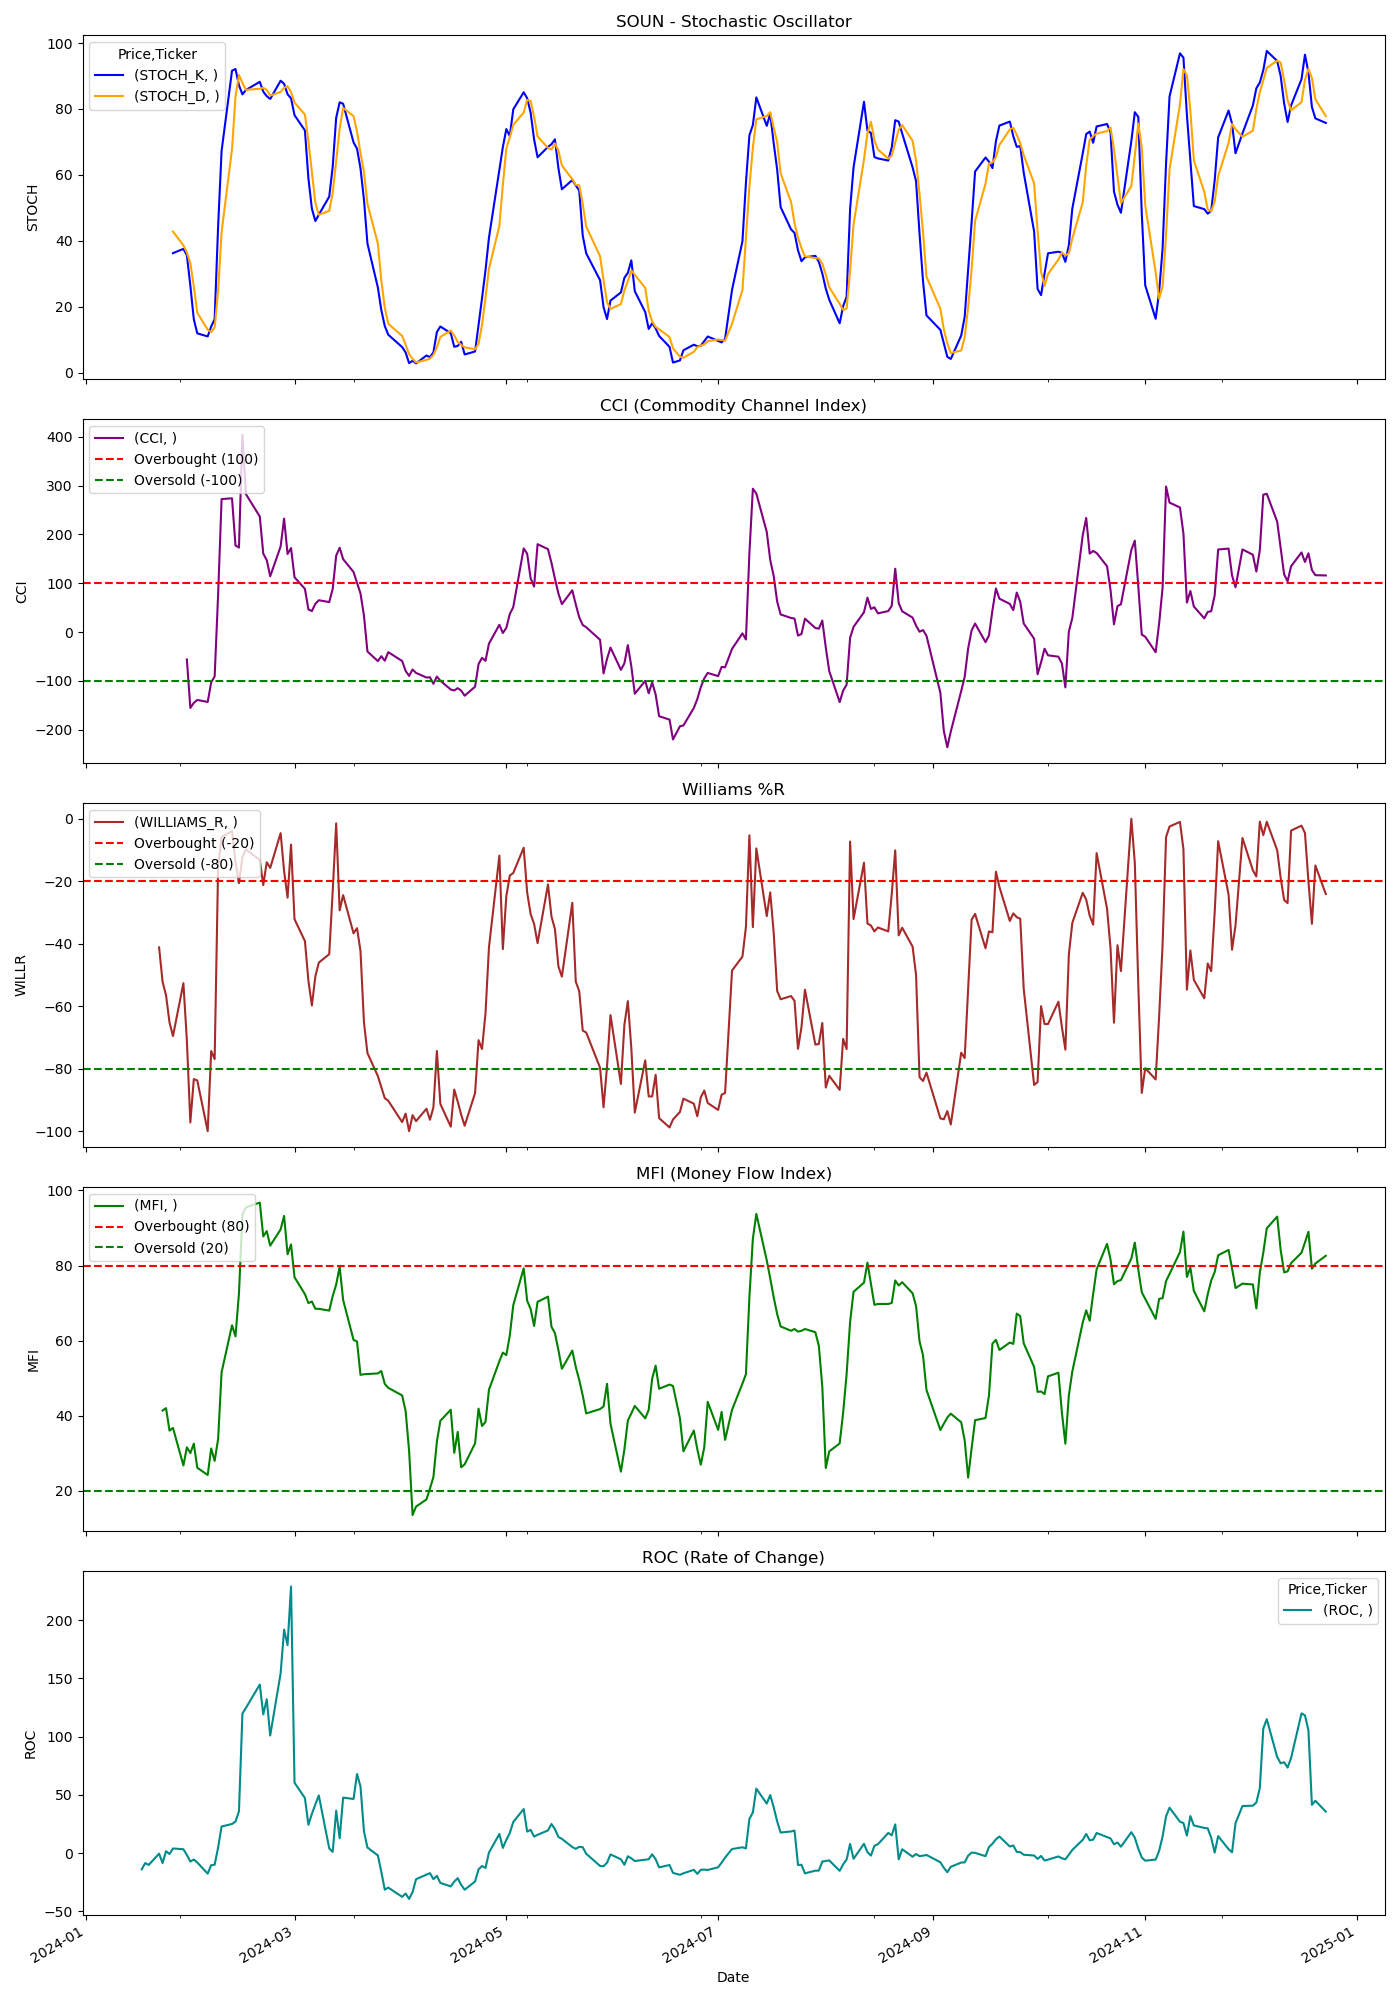 SOUN - Stochastic Oscillator
Price,Ticker
(STOCH_K, )
(STOCH_D, )
STOCH
100
80
60
40
20
0
CCI (Commodity Channel Index)
(CCI, )
Overbought (100)
Oversold (-100)
CCI
400
300
200
100
0
−100
−200
Williams %R
(WILLIAMS_R, )
Overbought (-20)
Oversold (-80)
WILLR
0
−20
−40
−60
−80
−100
MFI (Money Flow Index)
(MFI, )
Overbought (80)
Oversold (20)
MFI
100
80
60
40
20
ROC (Rate of Change)
Price,Ticker
(ROC, )
ROC
200
150
100
50
0
−50
2024-01
2024-03
2024-05
2024-07
2024-09
2024-11
2025-01
Date